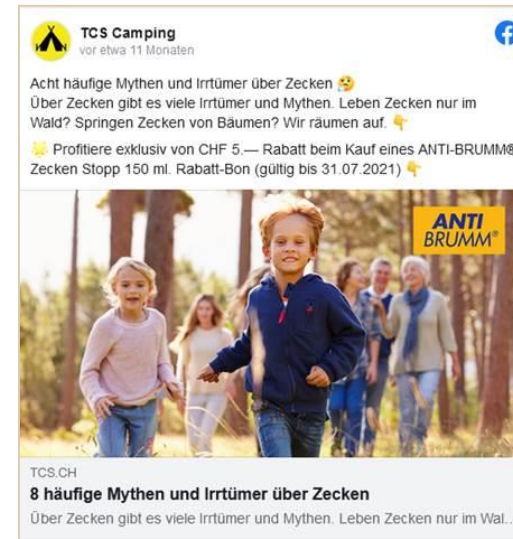 TCS Camping
vor etwa 11 Monaten
Acht häufige Mythen und Irrtümer über Zecken
Über Zecken gibt es viele Irrtümer und Mythen. Leben Zecken nur im
Wald? Springen Zecken von Bäumen? Wir räumen auf.
Profitiere exklusiv von CHF 5.— Rabatt beim Kauf eines ANTI-BRUMM®
Zecken Stopp 150 ml. Rabatt-Bon (gültig bis 31.07.2021)
ANTI
BRUMM®
TCS.CH
8 häufige Mythen und Irrtümer über Zecken
Über Zecken gibt es viele Irrtümer und Mythen. Leben Zecken nur im Wal...